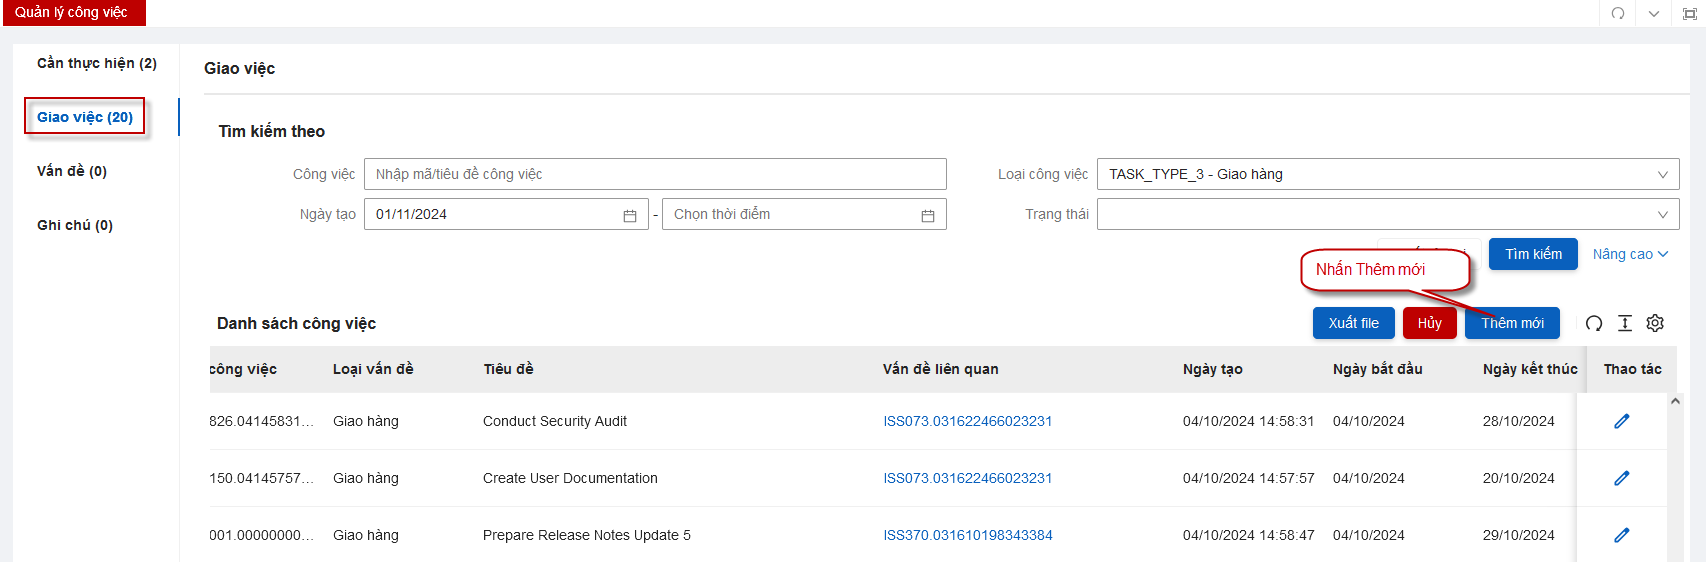 Quản lý công việc
Cần thực hiện (2)
Giao việc (20)
Vấn đề (0)
Ghi chú (0)
Giao việc
Tìm kiếm theo
Công việc Nhập mã/tiêu đề công việc Loại công việc TASK_TYPE_3 - Giao hàng
Ngày tạo 01/11/2024 - Chọn thời điểm Trạng thái
Tìm kiếm Nâng cao
Nhấn Thêm mới
Danh sách công việc Xuất file Hủy Thêm mới
công việc Loại vấn đề Tiêu đề Vấn đề liên quan Ngày tạo Ngày bắt đầu Ngày kết thúc Thao tác
826.04145831... Giao hàng Conduct Security Audit ISS073.031622466023231 04/10/2024 14:58:31 04/10/2024 28/10/2024
150.04145757... Giao hàng Create User Documentation ISS073.031622466023231 04/10/2024 14:57:57 04/10/2024 20/10/2024
001.00000000... Giao hàng Prepare Release Notes Update 5 ISS370.031610198343384 04/10/2024 14:58:47 04/10/2024 29/10/2024